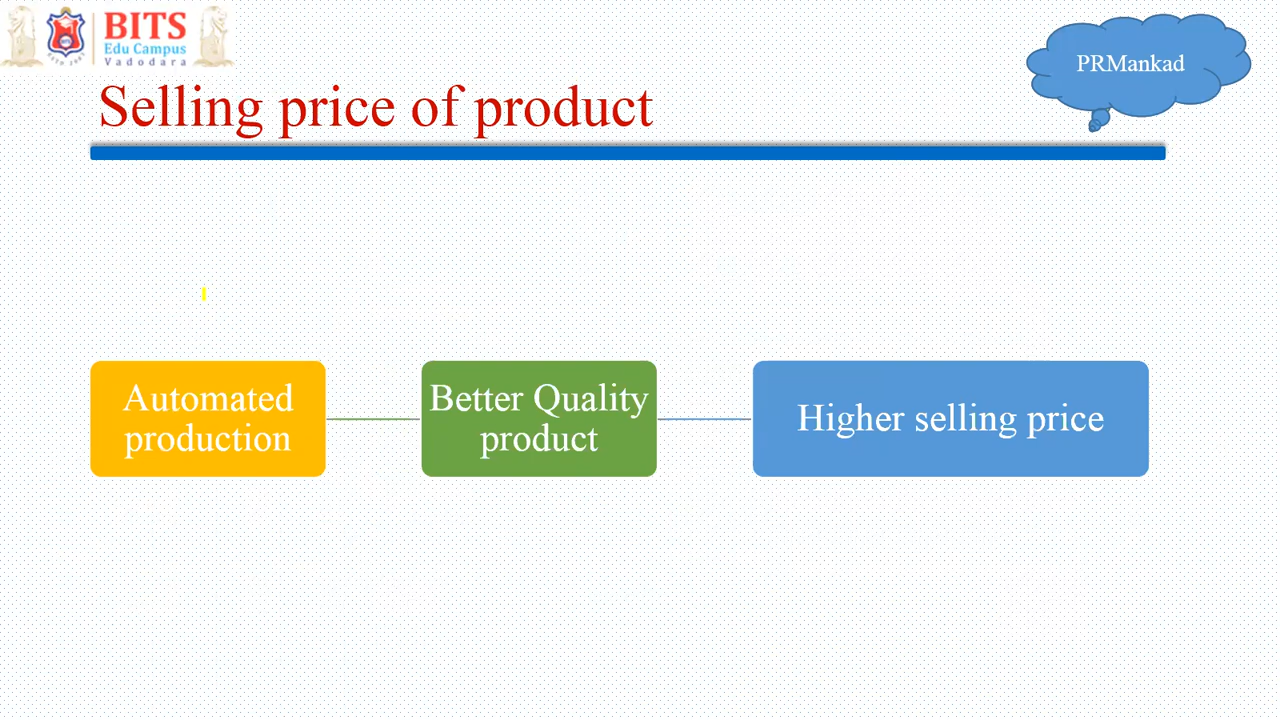 BITS
Edu Campus
Vadodara
PRMankad
Selling price of product
Automated
production
Better Quality
product
Higher selling price